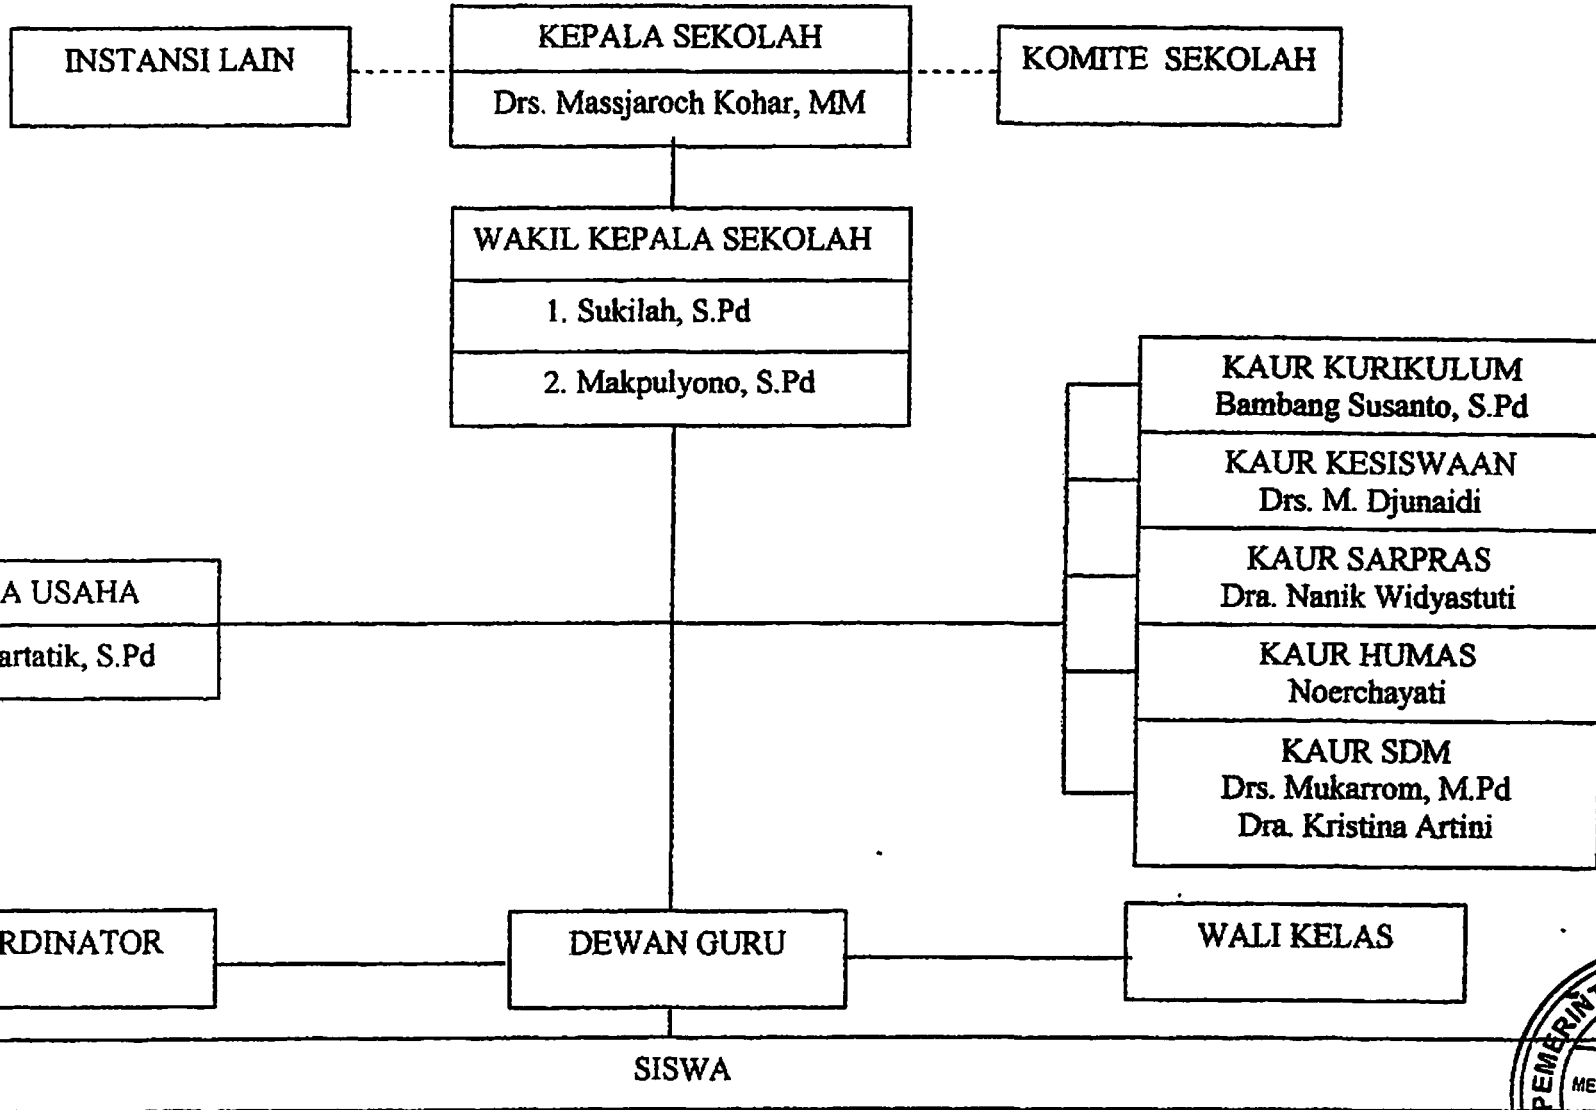 INSTANSI LAIN
KEPALA SEKOLAH
Drs. Massjaroch Kohar, MM
KOMITE SEKOLAH
WAKIL KEPALA SEKOLAH
1. Sukilah, S.Pd
2. Makpulyono, S.Pd
KAUR KURIKULUM
Bambang Susanto, S.Pd
KAUR KESISWAAN
Drs. M. Djunaidi
KAUR SARPRAS
Dra. Nanik Widyastuti
KAUR HUMAS
Noerchayati
KAUR SDM
Drs. Mukarrom, M.Pd
Dra. Kristina Artini
A USAHA
artatik, S.Pd
RDINATOR
DEWAN GURU
WALI KELAS
SISWA
PEMERIN
ME